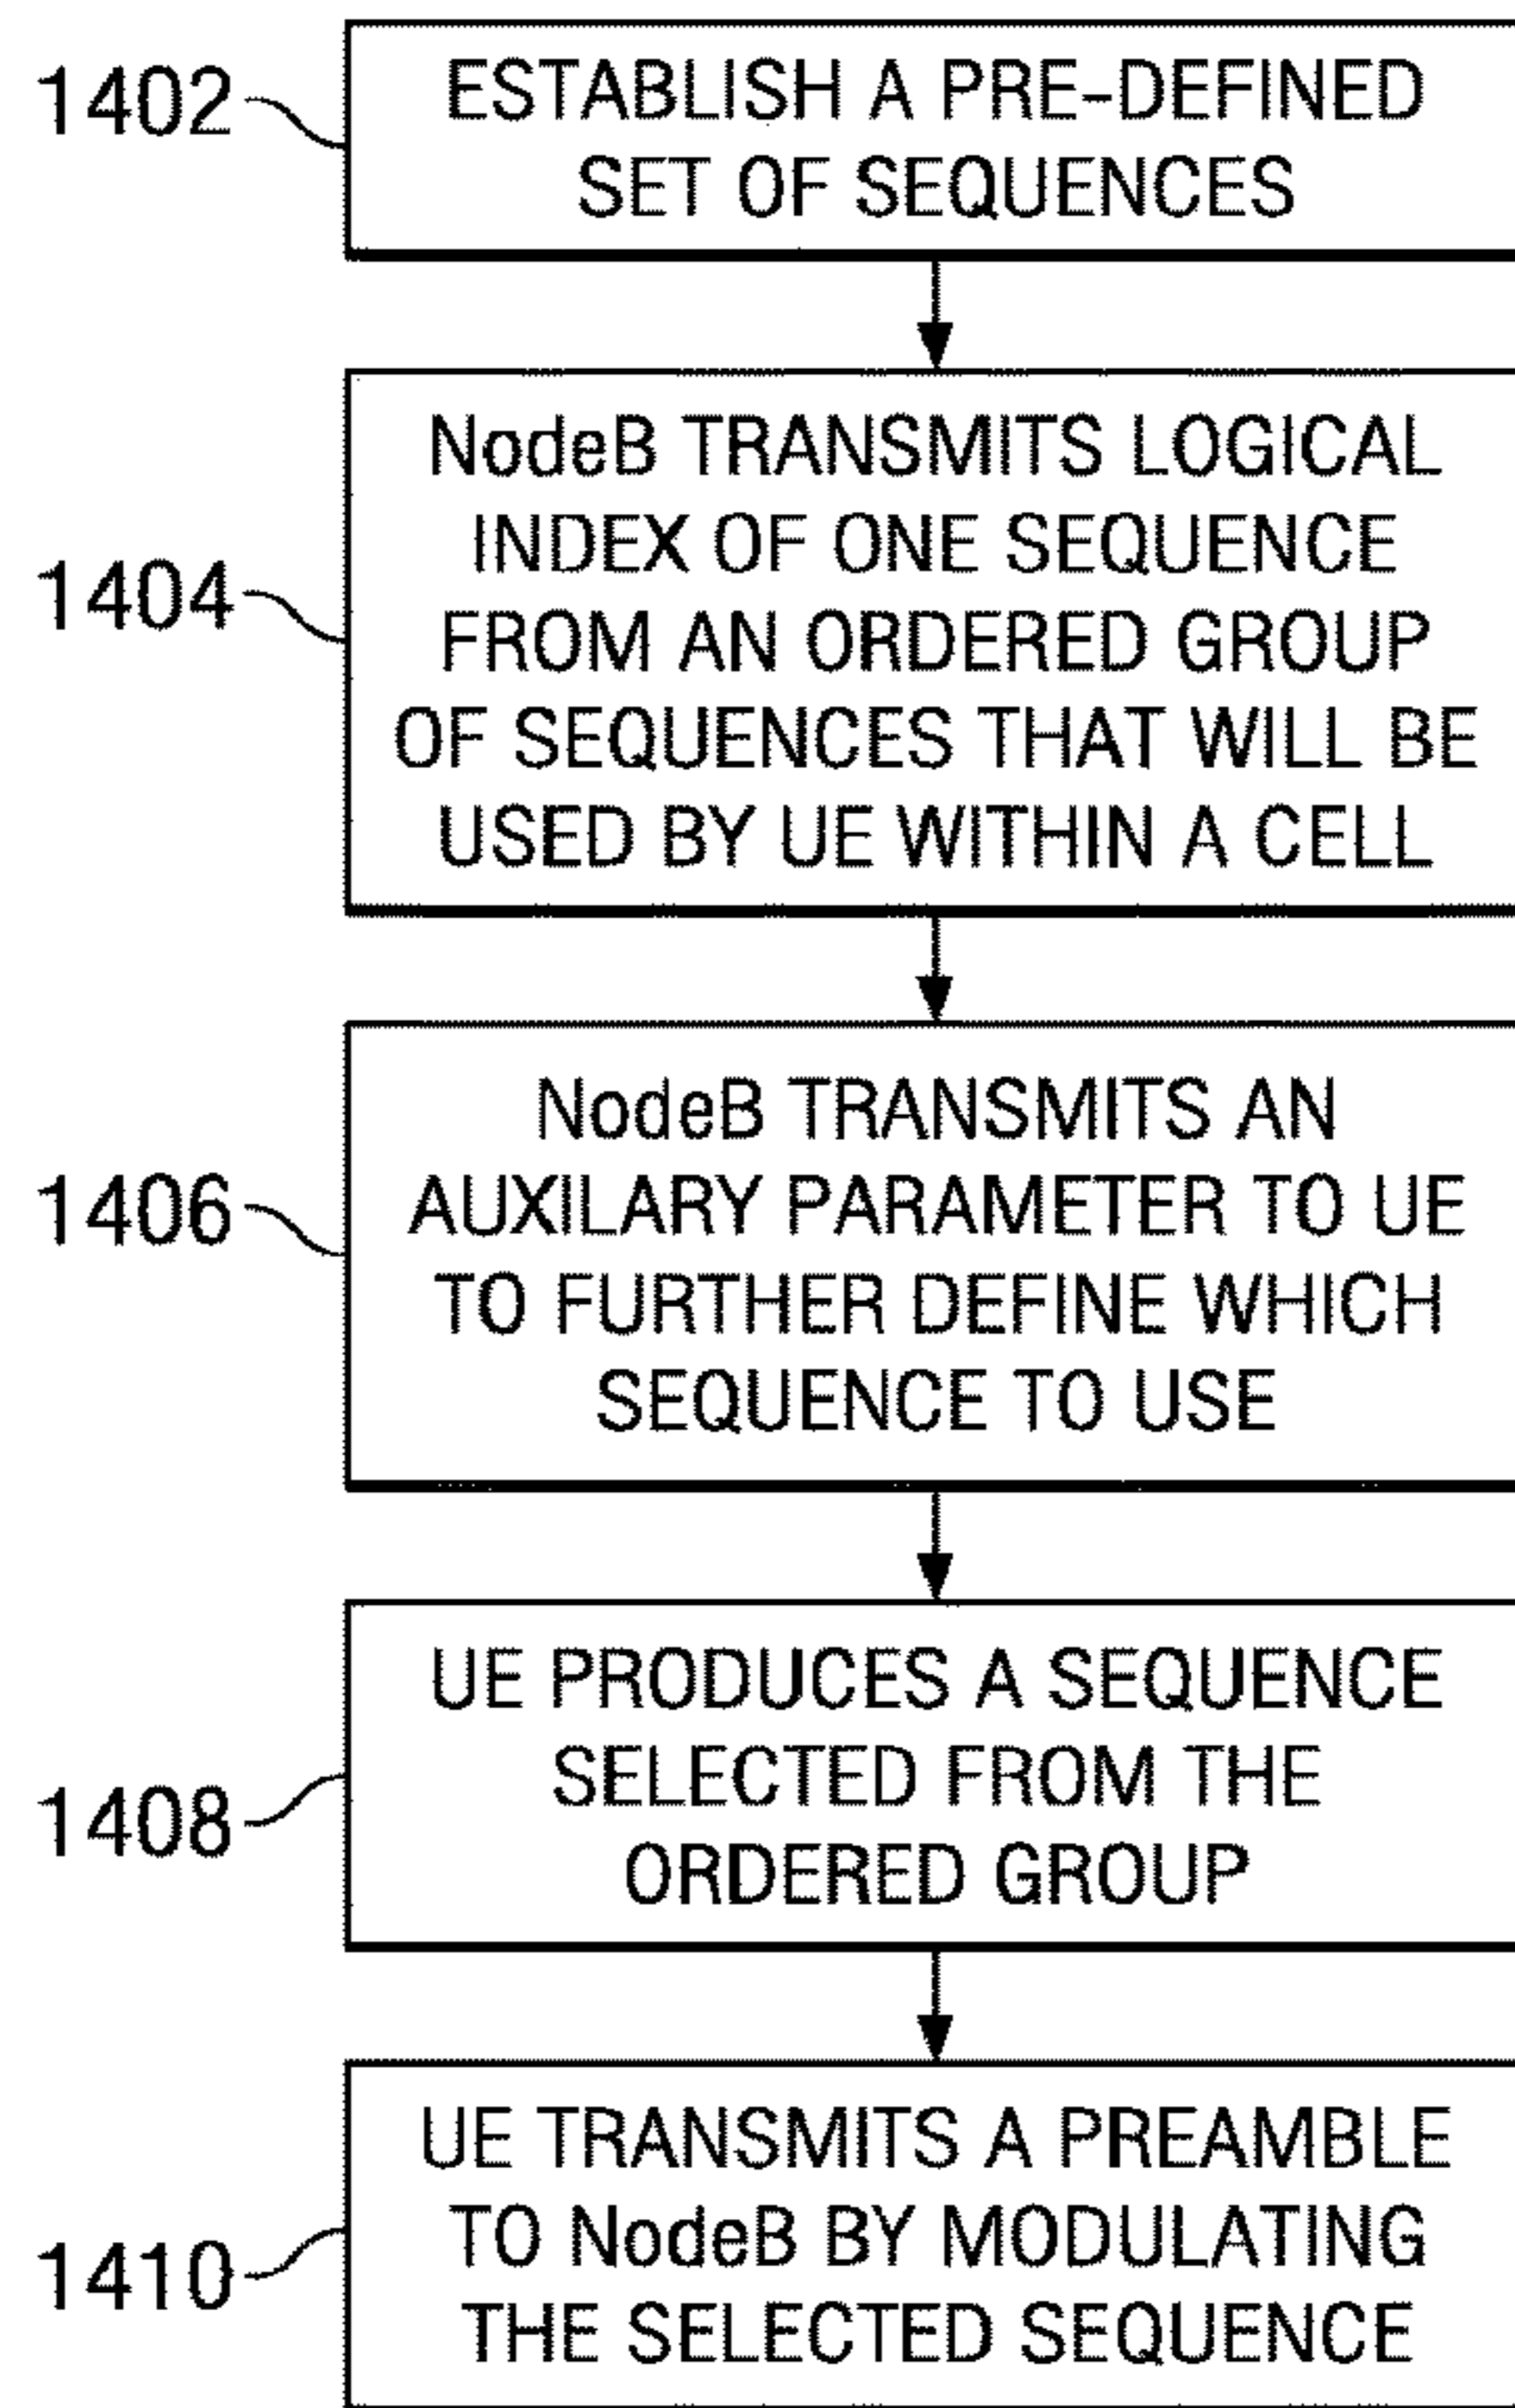 1402
ESTABLISH A PRE-DEFINED
SET OF SEQUENCES
1404
NodeB TRANSMITS LOGICAL
INDEX OF ONE SEQUENCE
FROM AN ORDERED GROUP
OF SEQUENCES THAT WILL BE
USED BY UE WITHIN A CELL
1406
NodeB TRANSMITS AN
AUXILARY PARAMETER TO UE
TO FURTHER DEFINE WHICH
SEQUENCE TO USE
1408
UE PRODUCES A SEQUENCE
SELECTED FROM THE
ORDERED GROUP
1410
UE TRANSMITS A PREAMBLE
TO NodeB BY MODULATING
THE SELECTED SEQUENCE